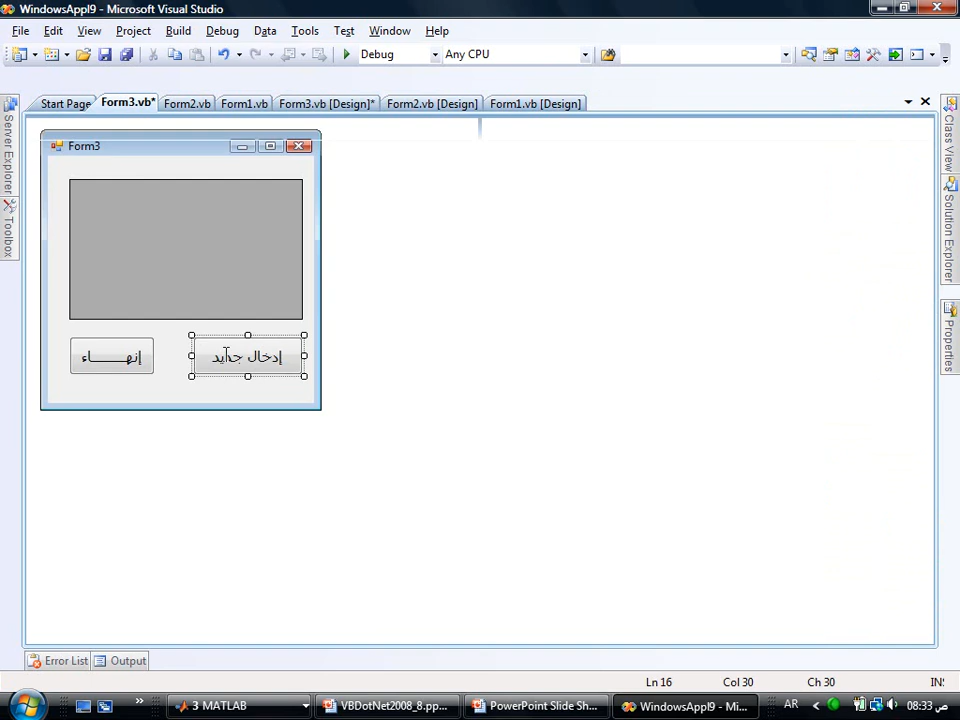 WindowsAppl9 - Microsoft Visual Studio
File Edit View Project Build Debug Data Tools Test Window Help
Debug Any CPU
Start Page Form3.vb* Form2.vb Form1.vb Form3.vb [Design]* Form2.vb [Design] Form1.vb [Design]
Server Explorer
Toolbox
Class View
Solution Explorer
Properties
Form3
إنهـــــــاء
إدخال جديد
Error List Output
Ln 16 Col 30 Ch 30 INS
3 MATLAB VBDotNet2008_8.pp... PowerPoint Slide Sh... WindowsAppl9 - Mi... AR 08:33 ص